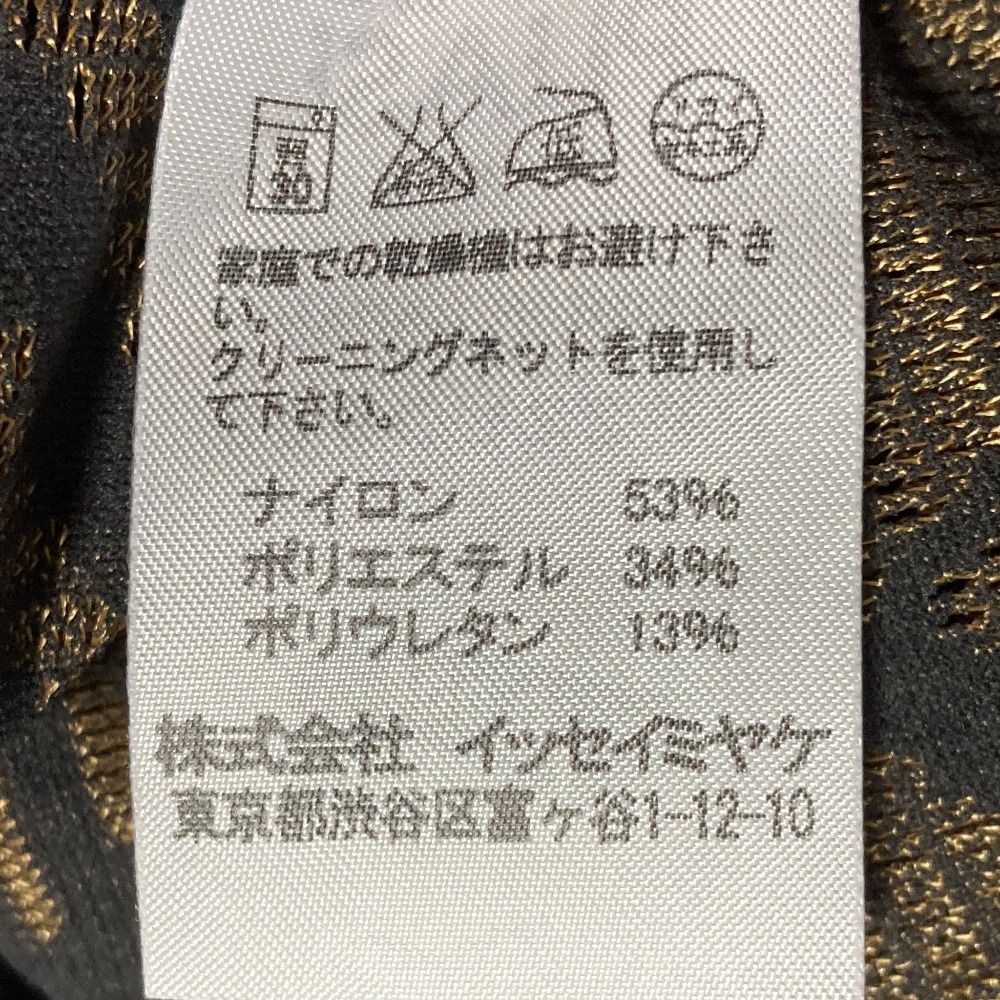 弱 30
低
家庭での乾燥機はお避け下さ
い。
クリーニングネットを使用し
て下さい。
ナイロン 53%
ポリエステル 34%
ポリウレタン 13%
株式会社 イッセイミヤケ
東京都渋谷区富ヶ谷1-12-10